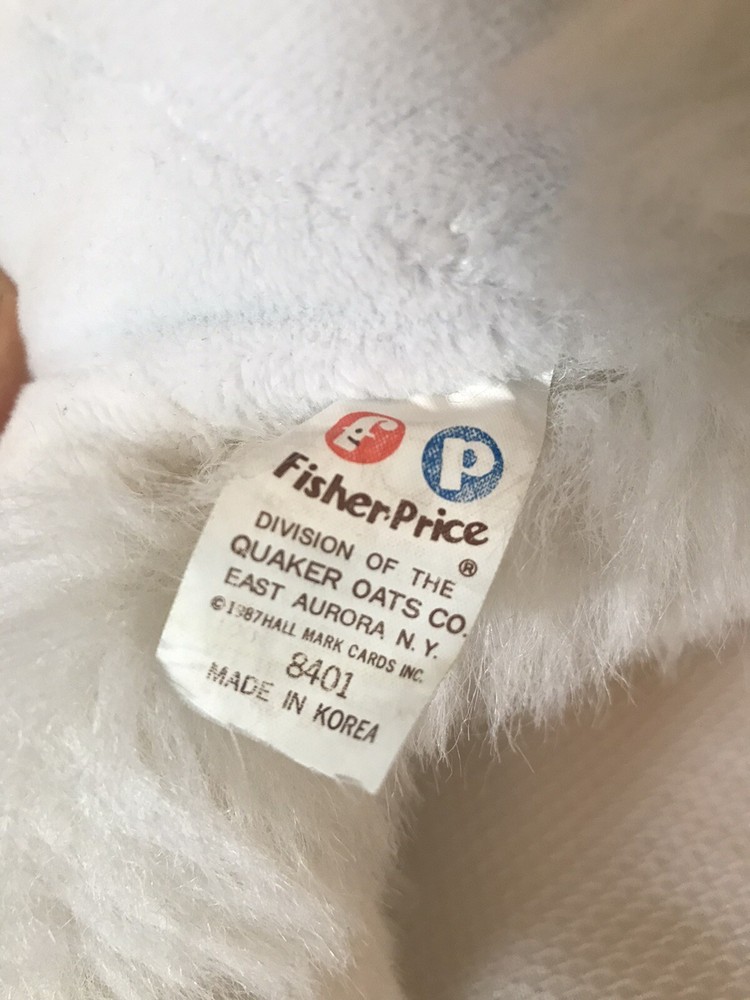 f p
Fisher-Price
®
DIVISION OF THE
QUAKER OATS CO.
EAST AURORA, N.Y.
©1987 HALL MARK CARDS INC.
8401
MADE IN KOREA